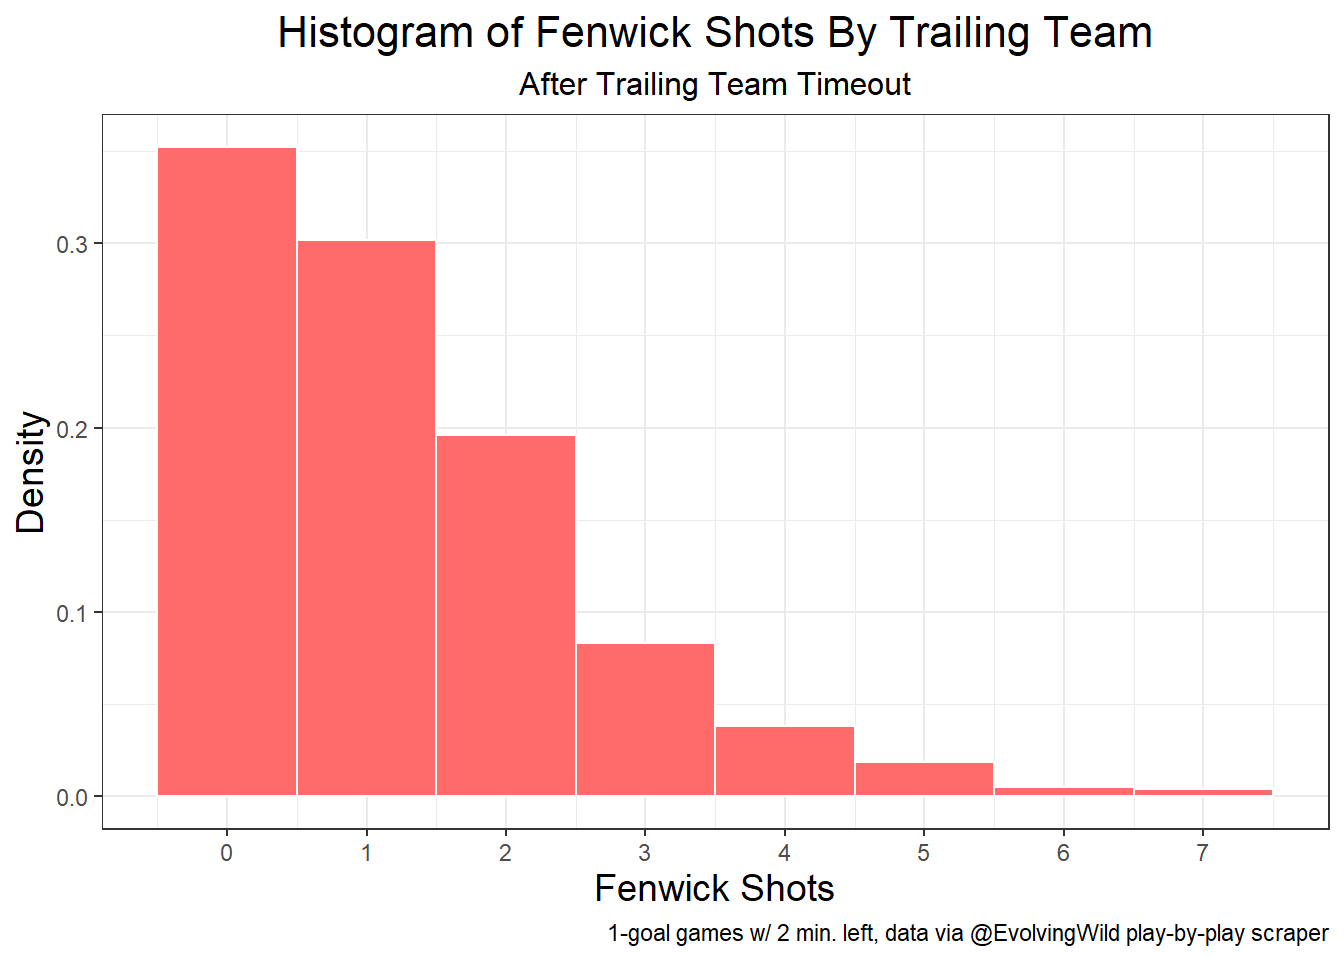 Histogram of Fenwick Shots By Trailing Team
After Trailing Team Timeout
Density
0.3
0.2
0.1
0.0
0 1 2 3 4 5 6 7
Fenwick Shots
1-goal games w/ 2 min. left, data via @EvolvingWild play-by-play scraper